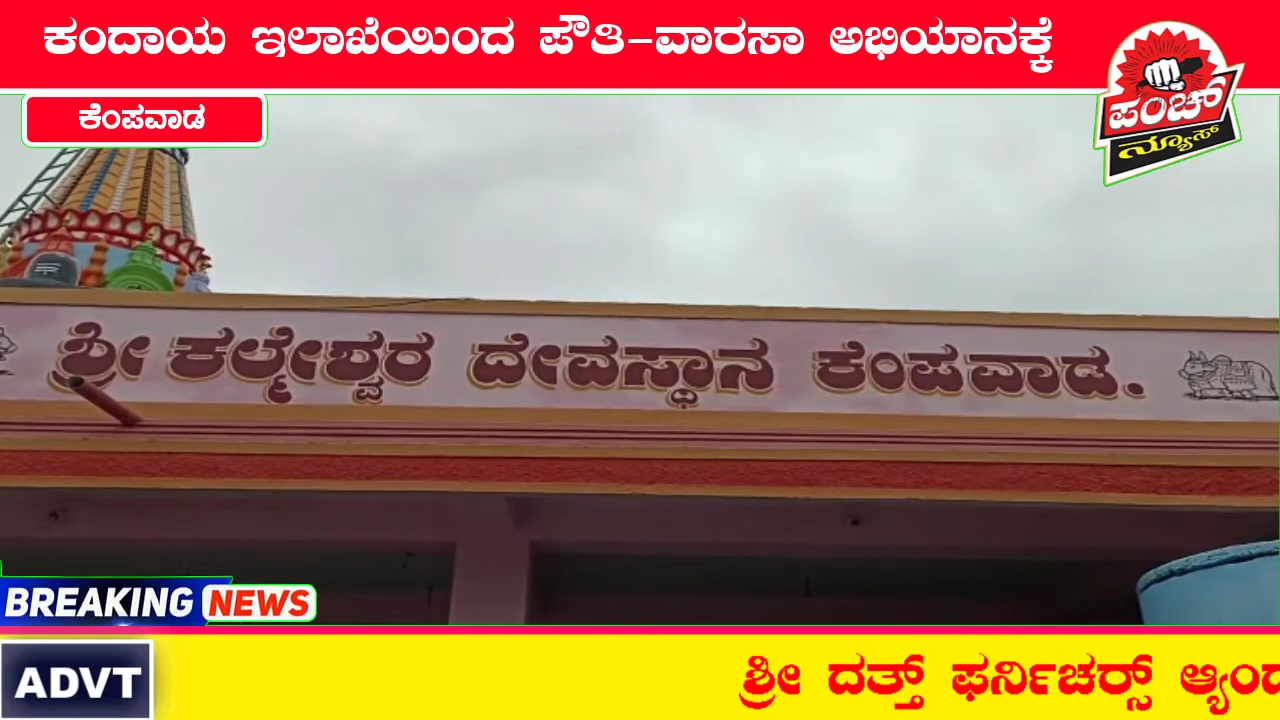 ಕಂದಾಯ ಇಲಾಖೆಯಿಂದ ಪೌತಿ-ವಾರಸಾ ಅಭಿಯಾನಕ್ಕೆ
ಪಂಚ್
ನ್ಯೂಸ್
ಕೆಂಪವಾಡ
ಶ್ರೀ ಕಲ್ಮೇಶ್ವರ ದೇವಸ್ಥಾನ ಕೆಂಪವಾಡ.
BREAKING NEWS
ADVT
ಶ್ರೀ ದತ್ತ್ ಫರ್ನಿಚರ್‍ಸ್